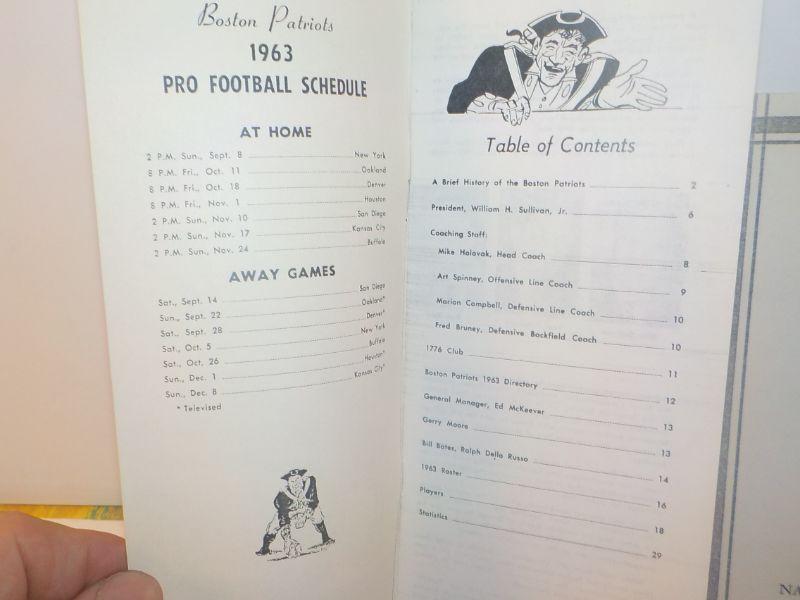 Boston Patriots
1963
PRO FOOTBALL SCHEDULE
AT HOME
2 P.M. Sun., Sept. 8 New York
8 P.M. Fri., Oct. 11 Oakland
8 P.M. Fri., Oct. 18 Denver
8 P.M. Fri., Nov. 1 Houston
2 P.M. Sun., Nov. 10 San Diego
2 P.M. Sun., Nov. 17 Kansas City
2 P.M. Sun., Nov. 24 Buffalo
AWAY GAMES
Sat., Sept. 14 San Diego
Sun., Sept. 22 Oakland*
Sat., Sept. 28 Denver*
Sat., Oct. 5 New York
Sat., Oct. 26 Buffalo
Sun., Dec. 1 Houston*
Sun., Dec. 8 Kansas City*
* Televised
Table of Contents
A Brief History of the Boston Patriots 2
President, William H. Sullivan, Jr. 6
Coaching Staff:
Mike Holovak, Head Coach 8
Art Spinney, Offensive Line Coach 9
Marion Campbell, Defensive Line Coach 10
Fred Bruney, Defensive Backfield Coach 10
1776 Club 11
Boston Patriots 1963 Directory 12
General Manager, Ed McKeever 13
Gerry Moore 13
Bill Bates, Ralph Dello Russo 14
1963 Roster 16
Players 18
Statistics 29
NA